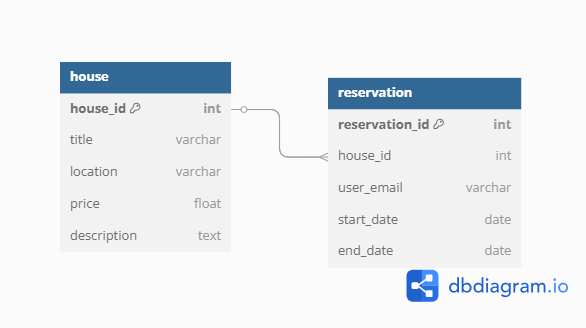 house
house_id int
title varchar
location varchar
price float
description text
reservation
reservation_id int
house_id int
user_email varchar
start_date date
end_date date
dbdiagram.io